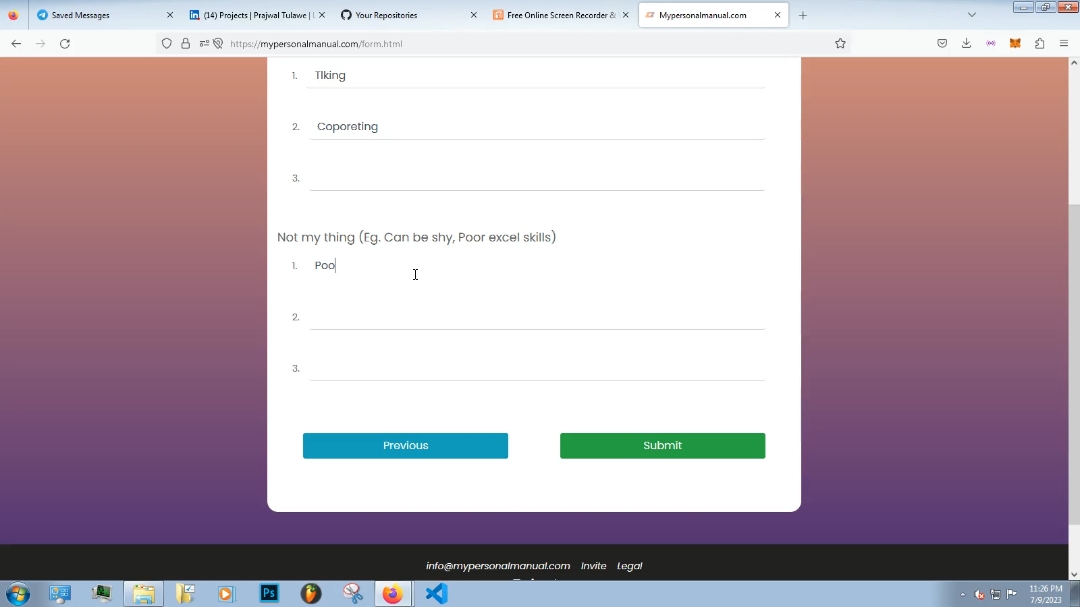 Saved Messages
(14) Projects | Prajwal Tulawe | L
Your Repositories
Free Online Screen Recorder &
Mypersonalmanual.com
https://mypersonalmanual.com/form.html
1. Tlking
2. Coporeting
3.
Not my thing (Eg. Can be shy, Poor excel skills)
1. Poo
2.
3.
Previous
Submit
info@mypersonalmanual.com Invite Legal
11:26 PM
7/9/2023